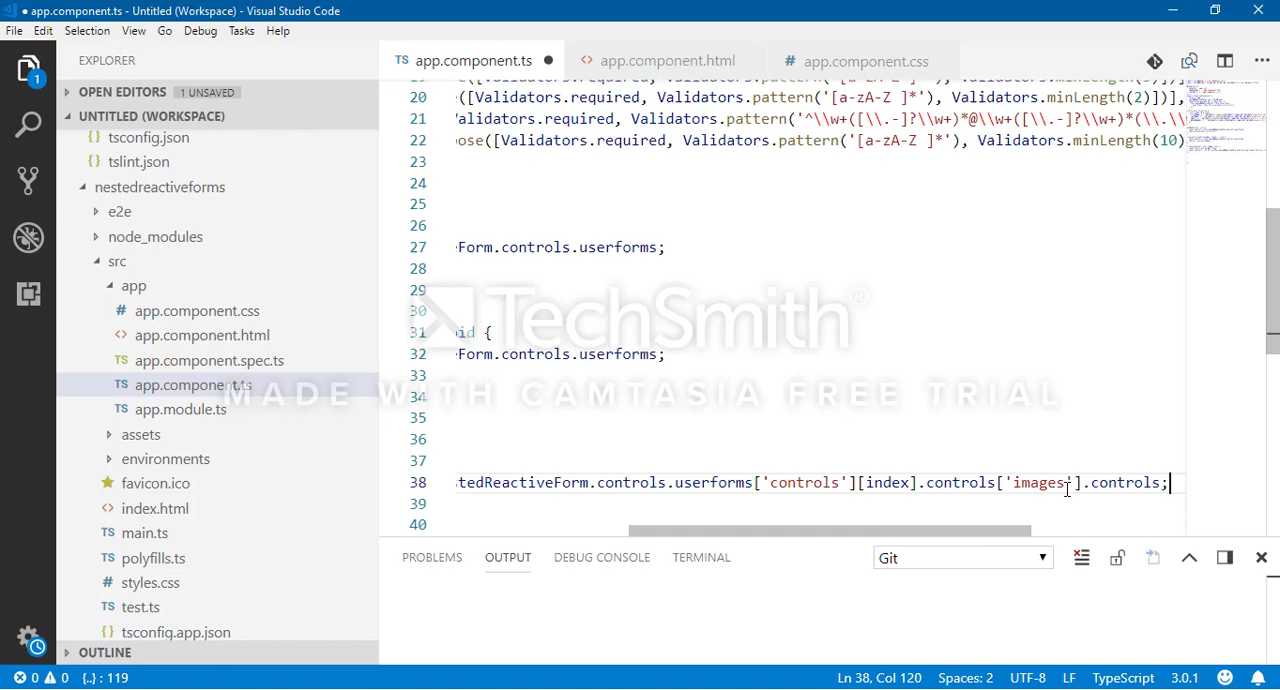 ● app.component.ts - Untitled (Workspace) - Visual Studio Code
File Edit Selection View Go Debug Tasks Help
EXPLORER
OPEN EDITORS 1 UNSAVED
UNTITLED (WORKSPACE)
tsconfig.json
tslint.json
nestedreactiveforms
e2e
node_modules
src
app
app.component.css
app.component.html
app.component.spec.ts
app.component.ts
app.module.ts
assets
environments
favicon.ico
index.html
main.ts
polyfills.ts
styles.css
test.ts
tsconfig.app.json
OUTLINE
1
TS app.component.ts ●
<> app.component.html
# app.component.css
20 e([Validators.required, Validators.pattern('[a-zA-Z ]*'), Validators.minLength(2)])],
21 Validators.required, Validators.pattern('^\\w+([\\.-]?\\w+)*@\\w+([\\.-]?\\w+)*(\\.\\
22 pose([Validators.required, Validators.pattern('[a-zA-Z ]*'), Validators.minLength(10)
23
24
25
26
27 Form.controls.userforms;
28
29
30
31 oid {
32 Form.controls.userforms;
33
34
35
36
37
38 tedReactiveForm.controls.userforms['controls'][index].controls['images'].controls;
39
40
TechSmith®
MADE WITH CAMTASIA FREE TRIAL
PROBLEMS OUTPUT DEBUG CONSOLE TERMINAL
Git
0 0 {..} : 119
Ln 38, Col 120 Spaces: 2 UTF-8 LF TypeScript 3.0.1